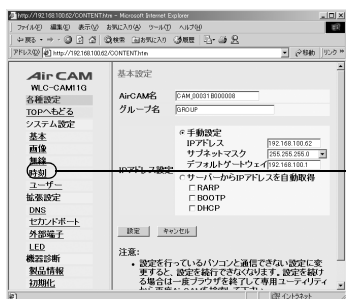 http://192.168.100.62/CONTENT.htm - Microsoft Internet Explorer
ファイル(F) 編集(E) 表示(V) お気に入り(A) ツール(T) ヘルプ(H)
戻る 検索 お気に入り 履歴
アドレス(D) http://192.168.100.62/CONTENT.htm 移動 リンク
Air CAM
WLC-CAM11G
各種設定
TOPへもどる
システム設定
基本
画像
無線
時刻
ユーザー
拡張設定
DNS
セカンドポート
外部端子
LED
機器診断
製品情報
初期化
基本設定
AirCAM名 CAM_00031B000008
グループ名 GROUP
IPアドレス設定
手動設定
IPアドレス 192.168.100.62
サブネットマスク 255.255.255.0
デフォルトゲートウェイ 192.168.100.1
サーバーからIPアドレスを自動取得
RARP
BOOTP
DHCP
設定 キャンセル
注意:
• 設定を行っているパソコンと通信できない設定に変
更すると、設定を続行できなくなります。設定を続け
る場合は一度ブラウザを終了して専用ユーティリティ
インターネット